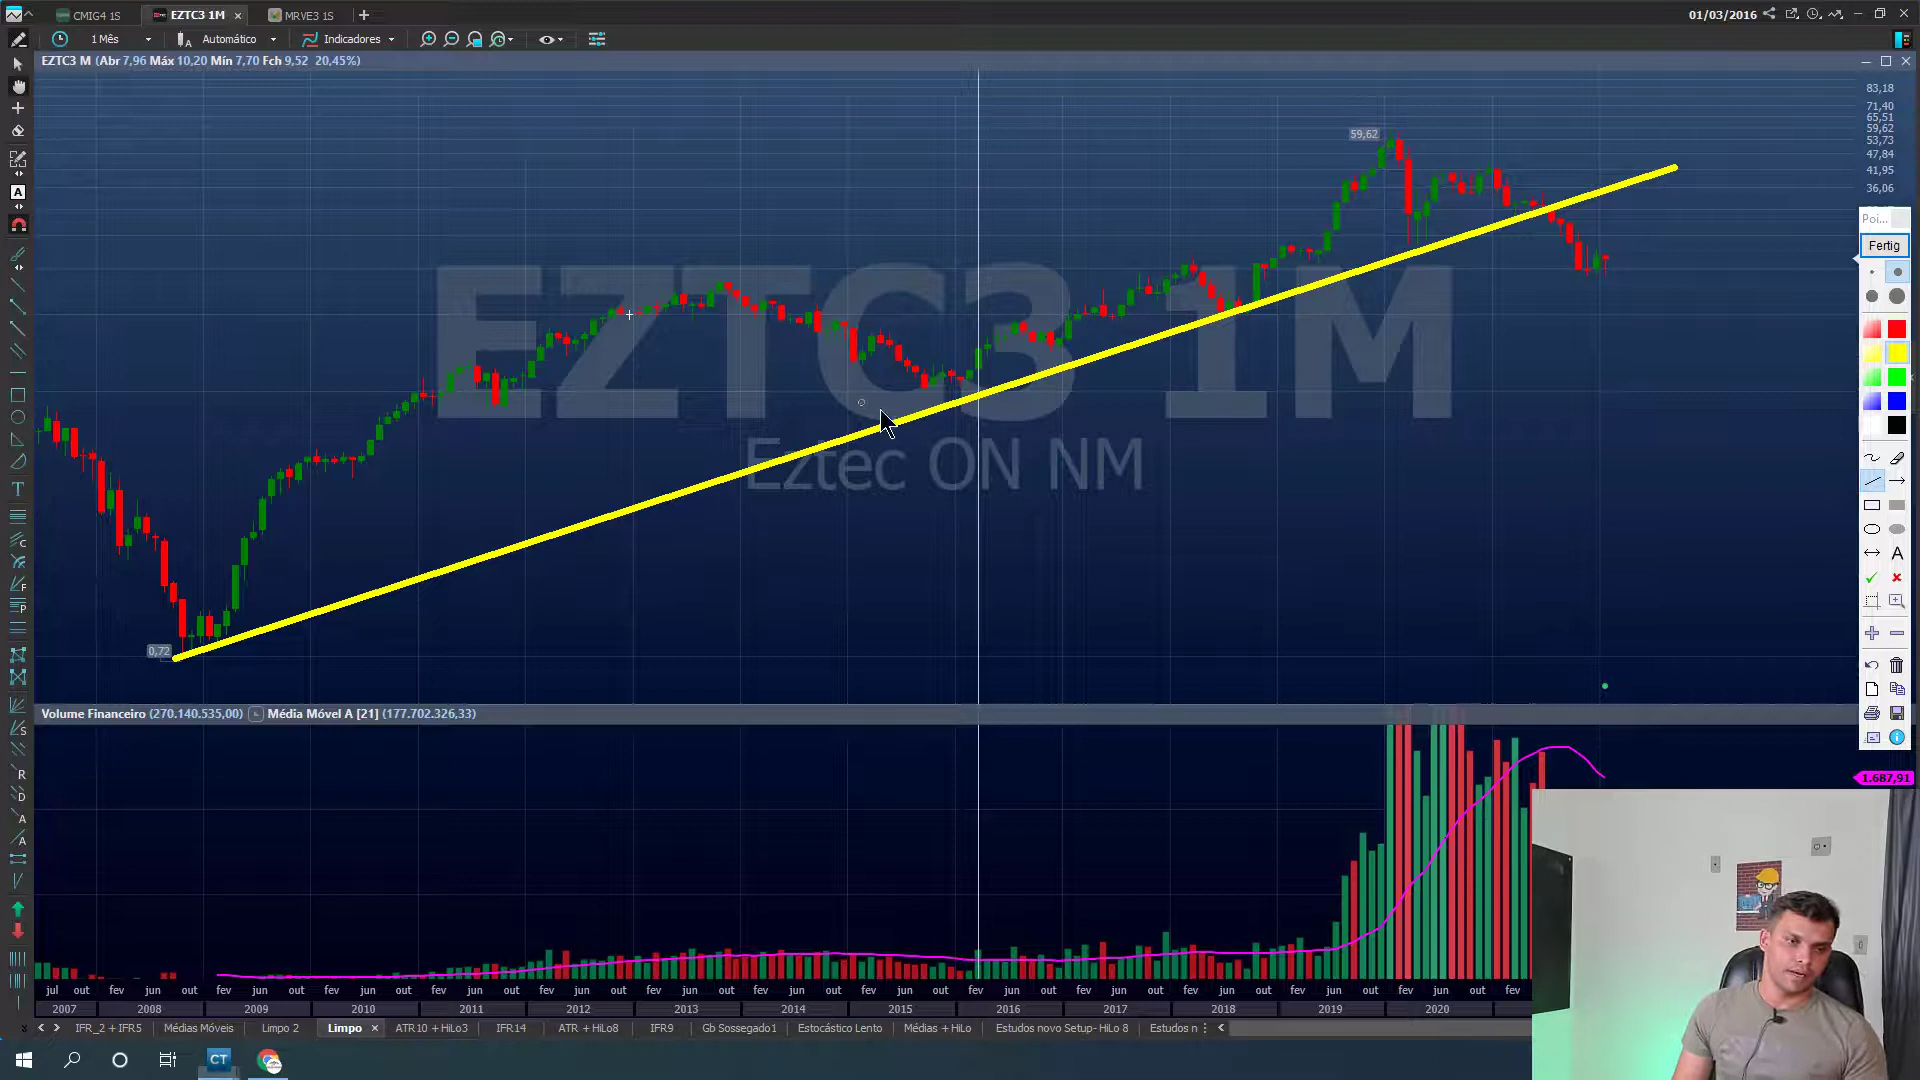 CMIG4 1S
EZTC3 1M
MRVE3 1S
01/03/2016
1 Mês
Automático
Indicadores
EZTC3 M (Abr 7,96 Máx 10,20 Mín 7,70 Fch 9,52 20,45%)
83,18
71,40
65,51
59,62
53,73
47,84
41,95
36,06
59,62
0,72
EZTC3 1M
Eztec ON NM
Poi...
Fertig
Volume Financeiro (270.140.535,00)
Média Móvel A [21] (177.702.326,33)
1.687,91
jul out fev jun out fev jun out fev jun out fev jun out fev jun out fev jun out fev jun out fev jun out fev jun out fev jun out fev jun out fev jun out fev jun out fev
2007 2008 2009 2010 2011 2012 2013 2014 2015 2016 2017 2018 2019 2020
IFR_2 + IFR5 Médias Móveis Limpo 2 Limpo ATR10 + HiLo3 IFR14 ATR + HiLo8 IFR9 Gb Sossegado1 Estocástico Lento Médias + HiLo Estudos novo Setup- HiLo 8 Estudos n
CT